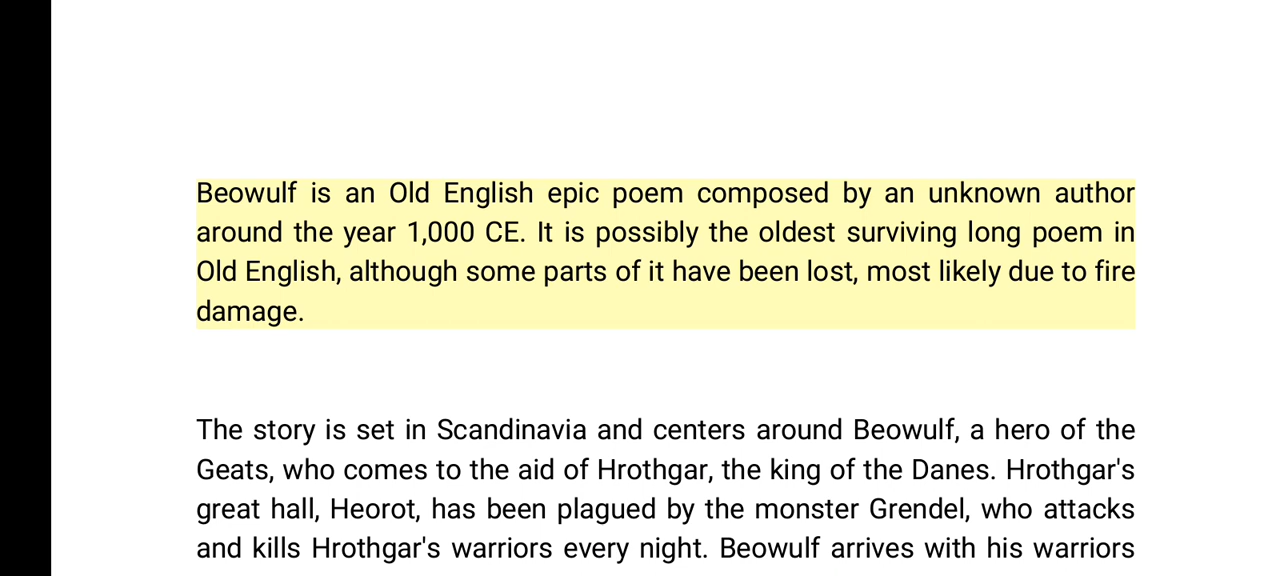 Beowulf is an Old English epic poem composed by an unknown author
around the year 1,000 CE. It is possibly the oldest surviving long poem in
Old English, although some parts of it have been lost, most likely due to fire
damage.
The story is set in Scandinavia and centers around Beowulf, a hero of the
Geats, who comes to the aid of Hrothgar, the king of the Danes. Hrothgar's
great hall, Heorot, has been plagued by the monster Grendel, who attacks
and kills Hrothgar's warriors every night. Beowulf arrives with his warriors